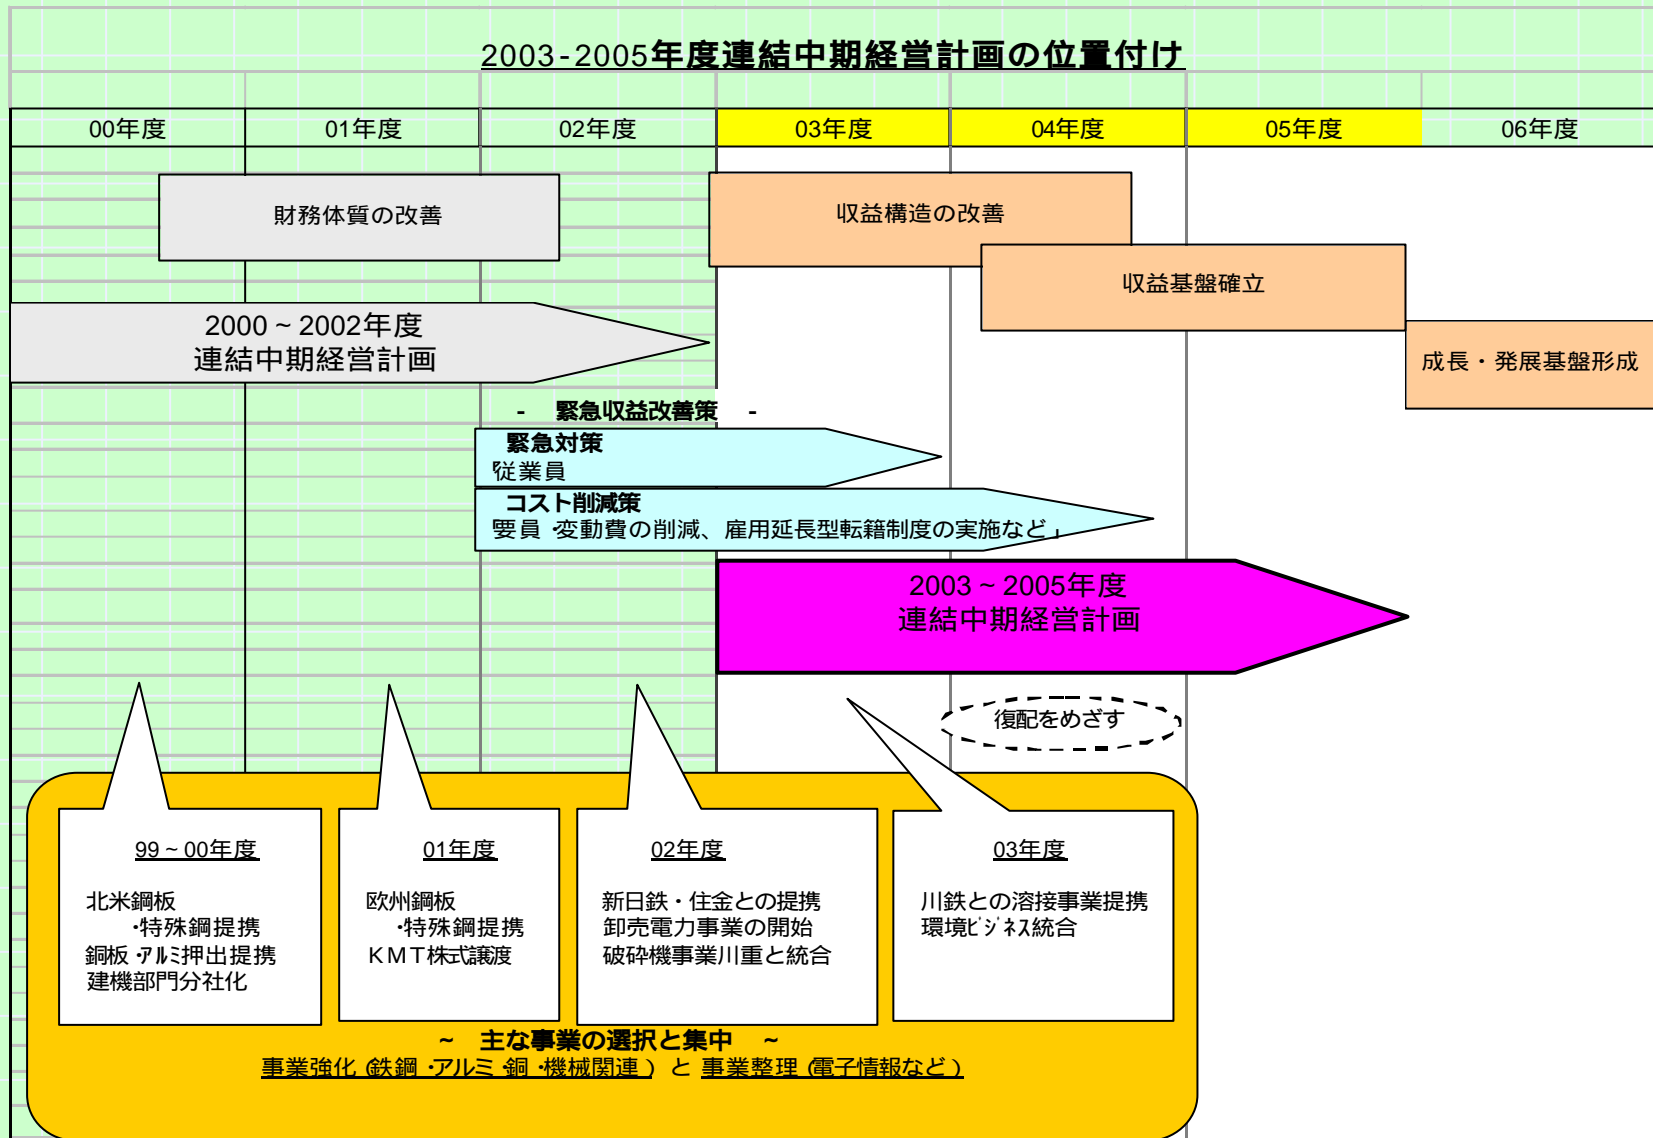 2003-2005年度連結中期経営計画の位置付け
00年度
01年度
02年度
03年度
04年度
05年度
06年度
財務体質の改善
収益構造の改善
収益基盤確立
2000~2002年度
連結中期経営計画
成長・発展基盤形成
- 緊急収益改善策 -
緊急対策
「従業員
コスト削減策
「要員・変動費の削減、雇用延長型転籍制度の実施など」
2003~2005年度
連結中期経営計画
復配をめざす
99~00年度
北米鋼板
・特殊鋼提携
銅板・アルミ押出提携
建機部門分社化
01年度
欧州鋼板
・特殊鋼提携
KMT株式譲渡
02年度
新日鉄・住金との提携
卸売電力事業の開始
破砕機事業川重と統合
03年度
川鉄との溶接事業提携
環境ビジネス統合
~ 主な事業の選択と集中 ~
事業強化(鉄鋼・アルミ・銅・機械関連)と事業整理(電子情報など)